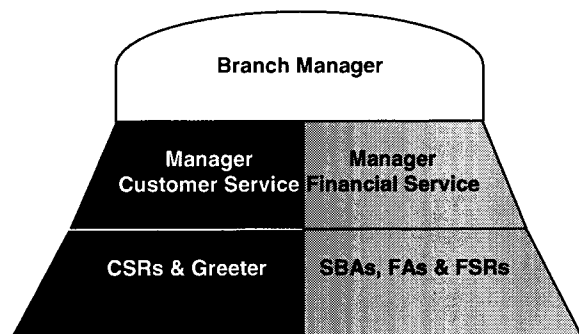 Branch Manager
Manager
Customer Service
Manager
Financial Service
CSRs & Greeter
SBAs, FAs & FSRs